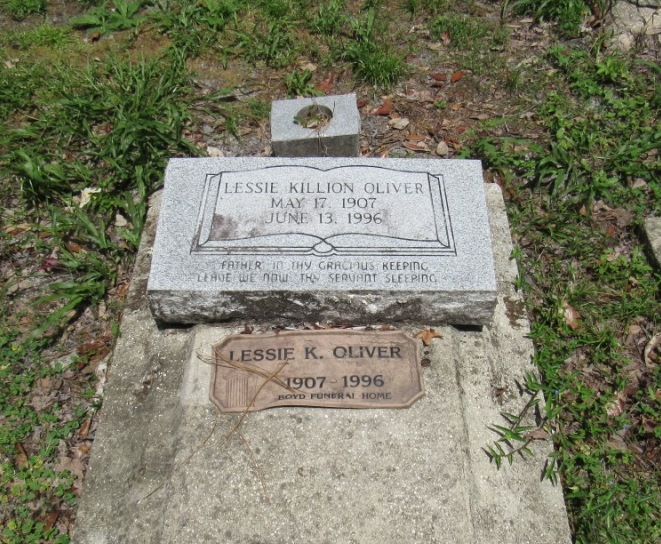 LESSIE KILLION OLIVER
MAY 17, 1907
JUNE 13, 1996
FATHER IN THY GRACIOUS KEEPING
LEAVE WE NOW THY SERVANT SLEEPING
LESSIE K. OLIVER
1907-1996
BOYD FUNERAL HOME